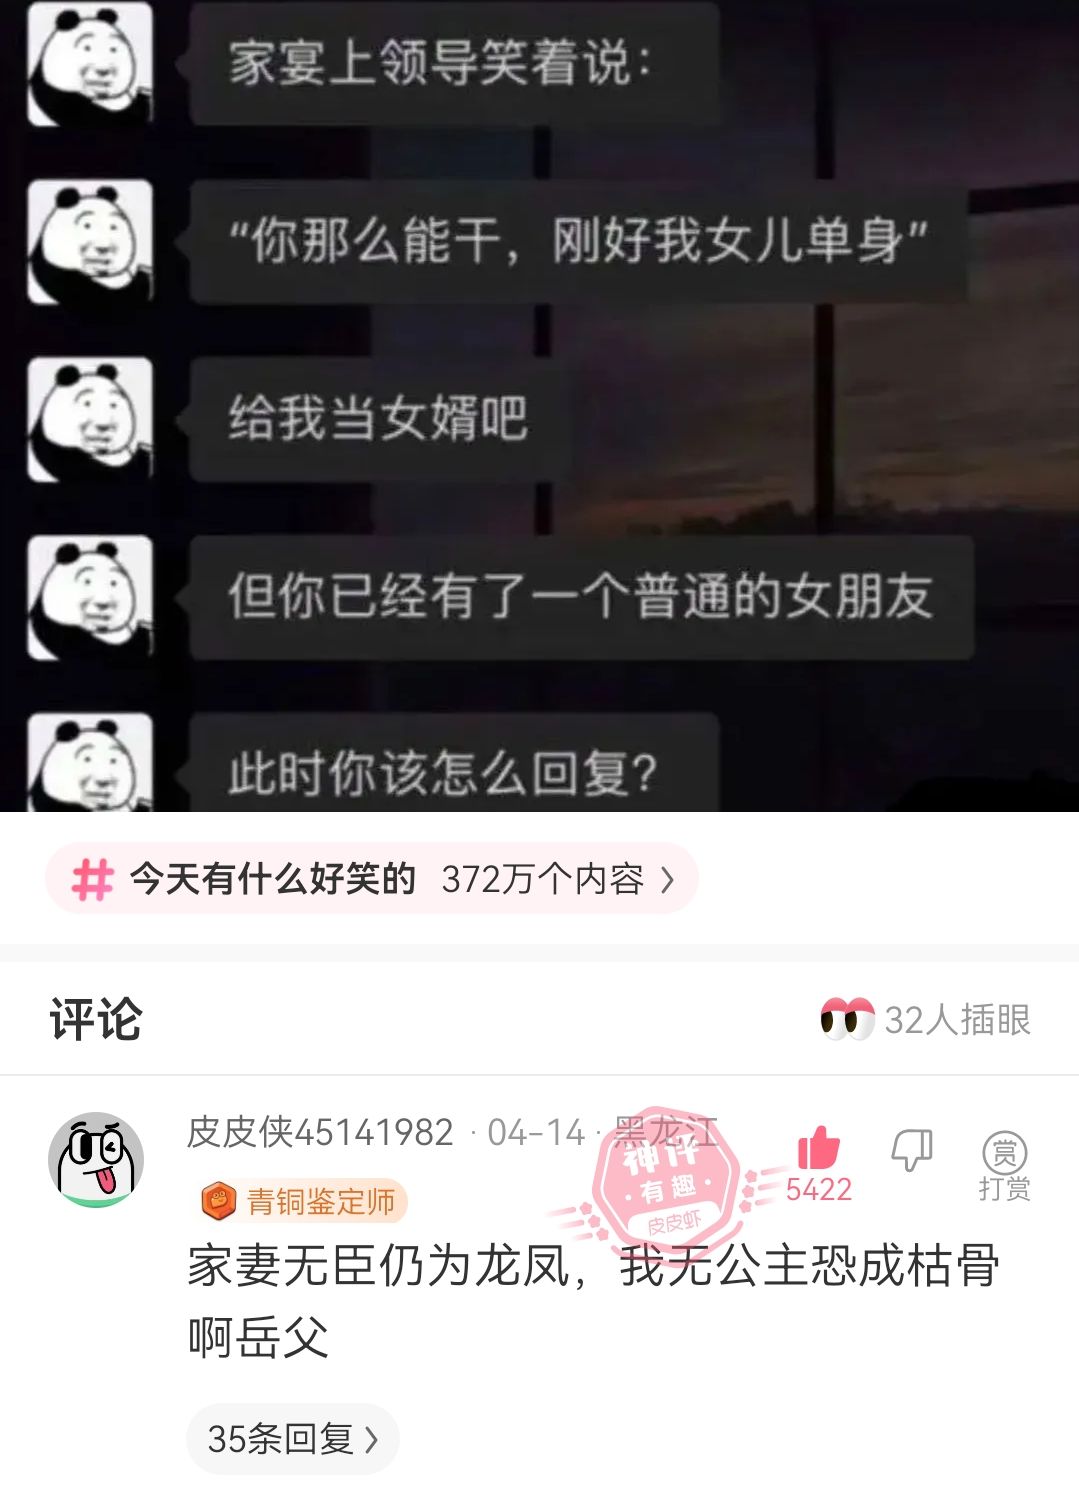 家宴上领导笑着说：
“你那么能干，刚好我女儿单身”
给我当女婿吧
但你已经有了一个普通的女朋友
此时你该怎么回复？
# 今天有什么好笑的 372万个内容 >
评论 32人插眼
皮皮侠45141982 · 04-14 · 黑龙江
神评
·有趣·
皮皮虾
5422
赏
打赏
青铜鉴定师
家妻无臣仍为龙凤，我无公主恐成枯骨
啊岳父
35条回复 >